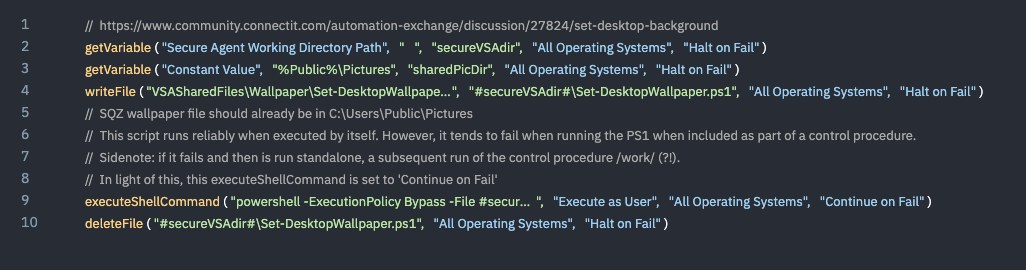 1 // https://www.community.connectit.com/automation-exchange/discussion/27824/set-desktop-background
2 getVariable ("Secure Agent Working Directory Path", " ", "secureVSAdir", "All Operating Systems", "Halt on Fail")
3 getVariable ("Constant Value", "%Public%\Pictures", "sharedPicDir", "All Operating Systems", "Halt on Fail")
4 writeFile ("VSASharedFiles\Wallpaper\Set-DesktopWallpape...", "#secureVSAdir#\Set-DesktopWallpaper.ps1", "All Operating Systems", "Halt on Fail")
5 // SQZ wallpaper file should already be in C:\Users\Public\Pictures
6 // This script runs reliably when executed by itself. However, it tends to fail when running the PS1 when included as part of a control procedure.
7 // Sidenote: if it fails and then is run standalone, a subsequent run of the control procedure /work/ (?!).
8 // In light of this, this executeShellCommand is set to 'Continue on Fail'
9 executeShellCommand ("powershell -ExecutionPolicy Bypass -File #secur... ", "Execute as User", "All Operating Systems", "Continue on Fail")
10 deleteFile ("#secureVSAdir#\Set-DesktopWallpaper.ps1", "All Operating Systems", "Halt on Fail")